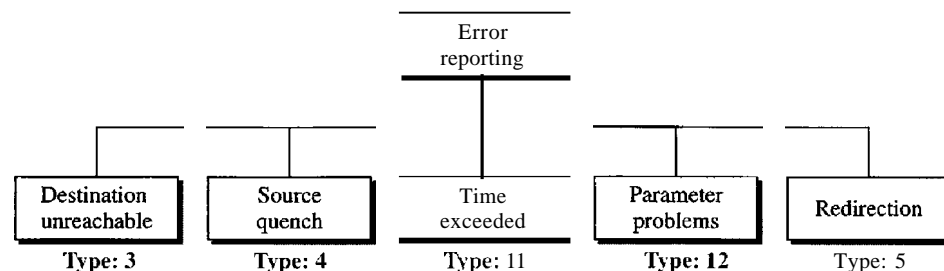 Error
reporting
Destination
unreachable
Source
quench
Time
exceeded
Parameter
problems
Redirection
Type: 3
Type: 4
Type: 11
Type: 12
Type: 5